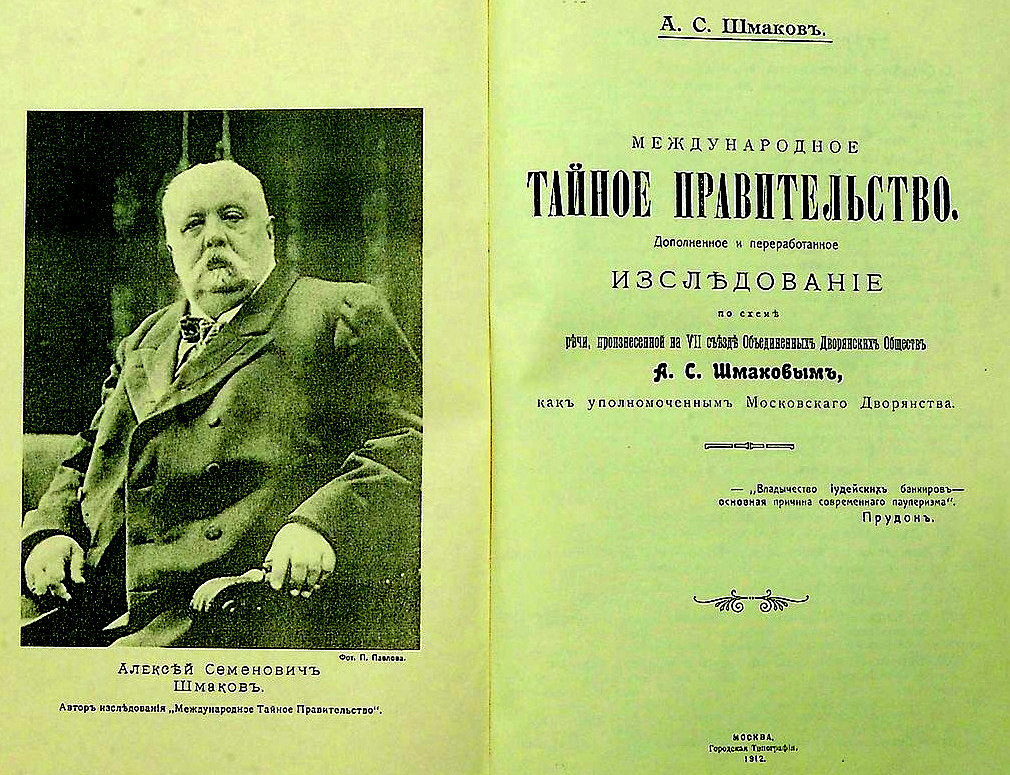 Фот. П. Павлова.
Алексѣй Семеновичъ
Шмаковъ.
Авторъ изслѣдованія „Международное Тайное Правительство“.
А. С. Шмаковъ.
МЕЖДУНАРОДНОЕ
ТАЙНОЕ ПРАВИТЕЛЬСТВО.
Дополненное и переработанное
ИЗСЛѢДОВАНІЕ
по схемѣ
рѣчи, произнесенной на VII съѣздѣ Объединенныхъ Дворянскихъ Обществъ
А. С. Шмаковымъ,
какъ уполномоченнымъ Московскаго Дворянства.
— „Владычество іудейскихъ банкировъ—
основная причина современнаго пауперизма“.
Прудонъ.
МОСКВА.
Городская Типографія.
1912.